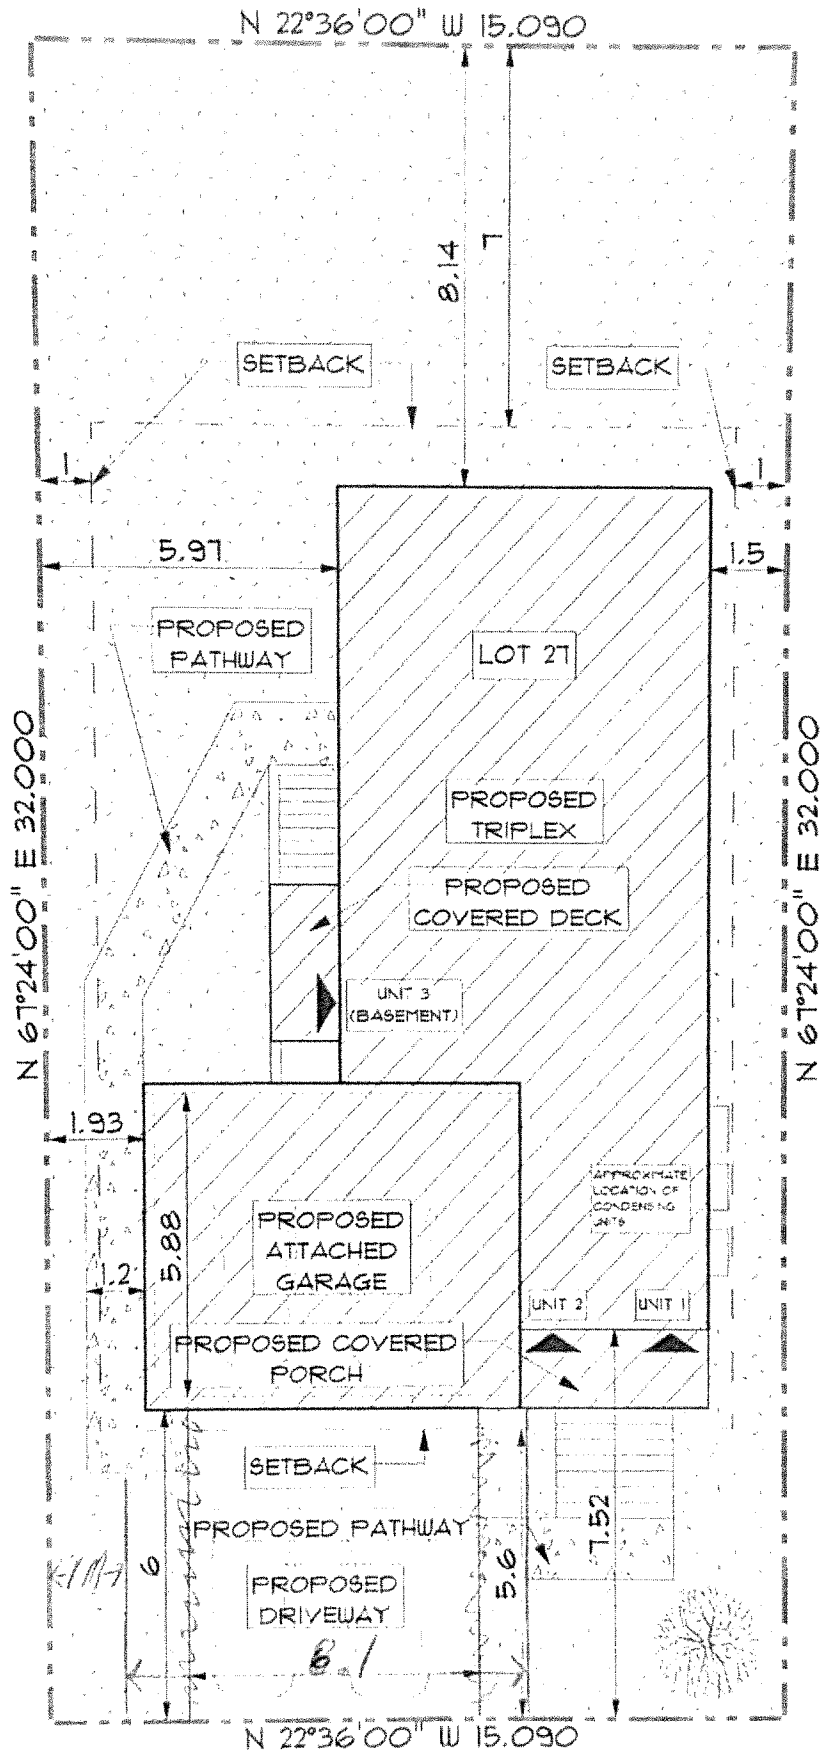 N 22°36'00" W 15.090
8.14
7
SETBACK
SETBACK
1
1
5.97
1.5
PROPOSED
PATHWAY
LOT 27
N 67°24'00" E 32.000
N 67°24'00" E 32.000
PROPOSED
TRIPLEX
PROPOSED
COVERED DECK
UNIT 3
(BASEMENT)
1.93
5.88
APPROXIMATE
LOCATION OF
CONDENSING
UNITS
PROPOSED
ATTACHED
GARAGE
1.2
UNIT 2
UNIT 1
PROPOSED COVERED
PORCH
SETBACK
7.52
PROPOSED PATHWAY
6
5.6
PROPOSED
DRIVEWAY
8.1
N 22°36'00" W 15.090